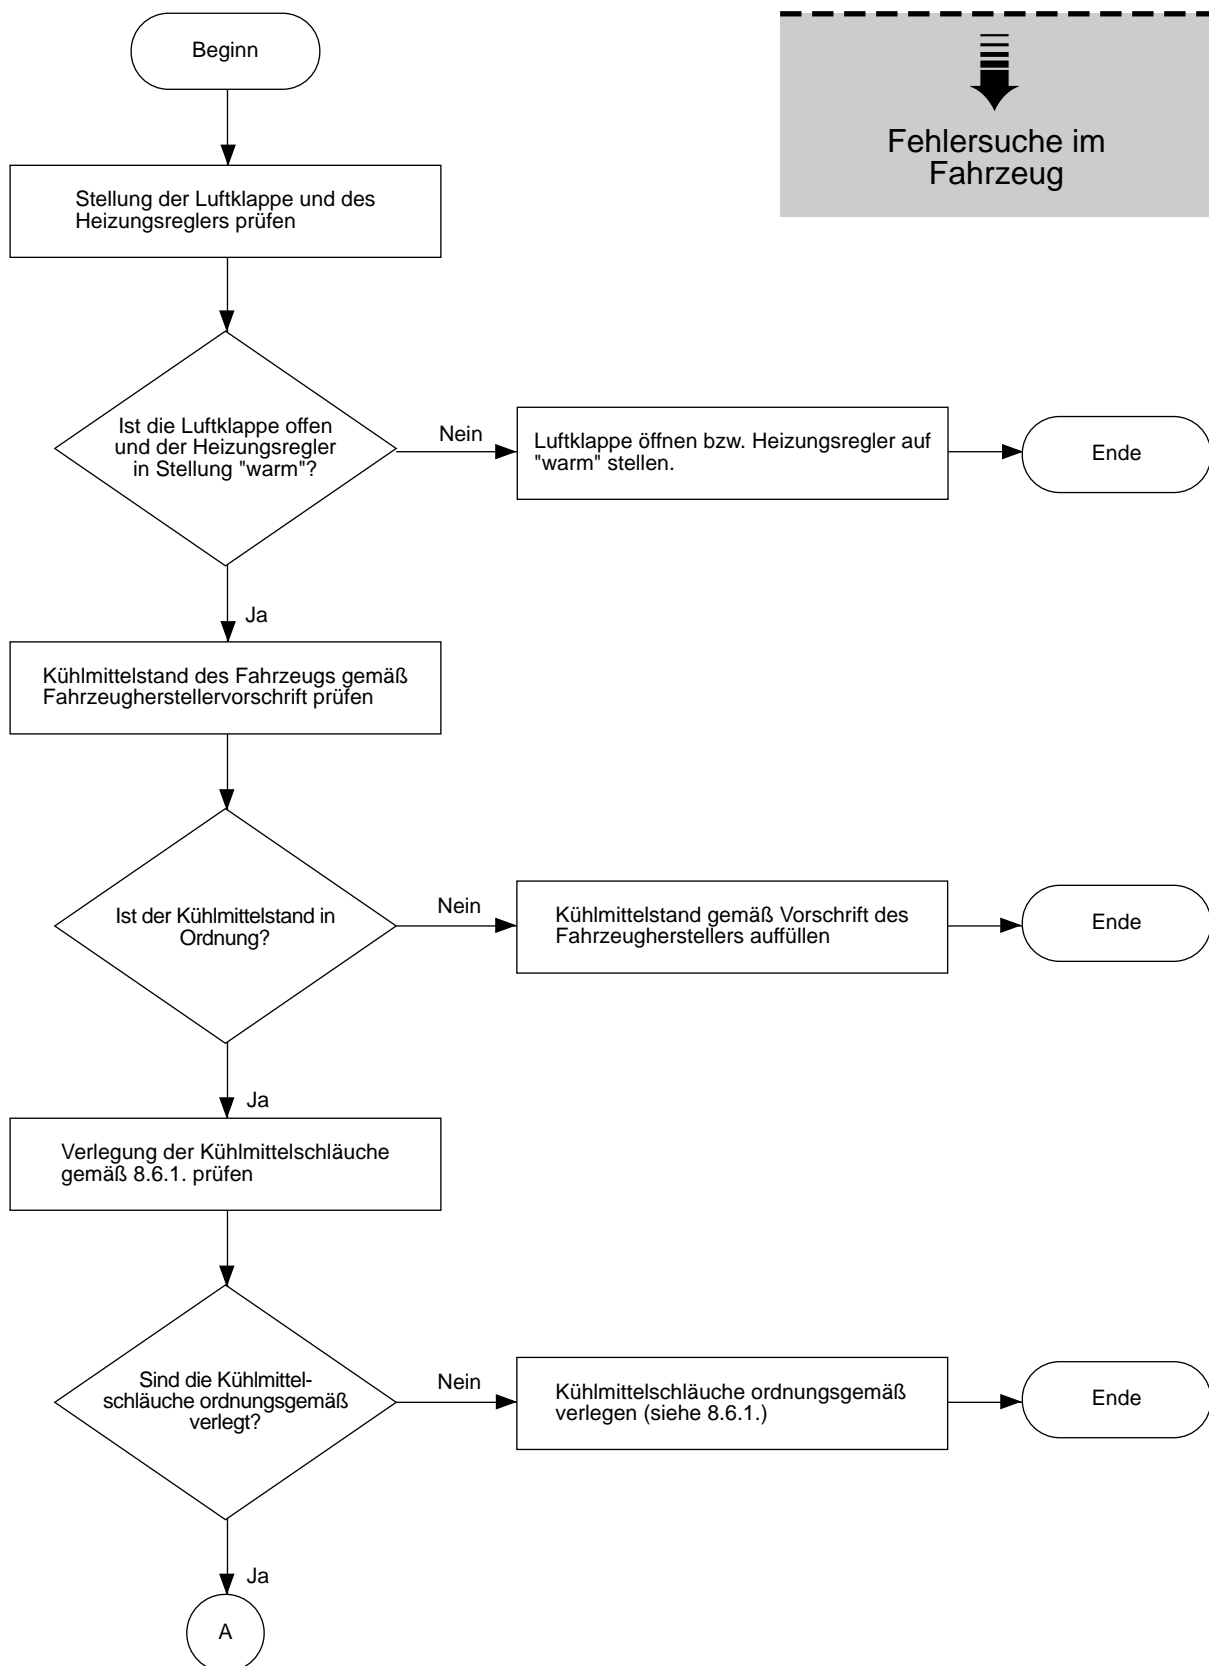 Beginn
Fehlersuche im
Fahrzeug
Stellung der Luftklappe und des
Heizungsreglers prüfen
Ist die Luftklappe offen
und der Heizungsregler
in Stellung "warm"?
Nein
Luftklappe öffnen bzw. Heizungsregler auf
"warm" stellen.
Ende
Ja
Kühlmittelstand des Fahrzeugs gemäß
Fahrzeugherstellervorschrift prüfen
Ist der Kühlmittelstand in
Ordnung?
Nein
Kühlmittelstand gemäß Vorschrift des
Fahrzeugherstellers auffüllen
Ende
Ja
Verlegung der Kühlmittelschläuche
gemäß 8.6.1. prüfen
Sind die Kühlmittel-
schläuche ordnungsgemäß
verlegt?
Nein
Kühlmittelschläuche ordnungsgemäß
verlegen (siehe 8.6.1.)
Ende
Ja
A